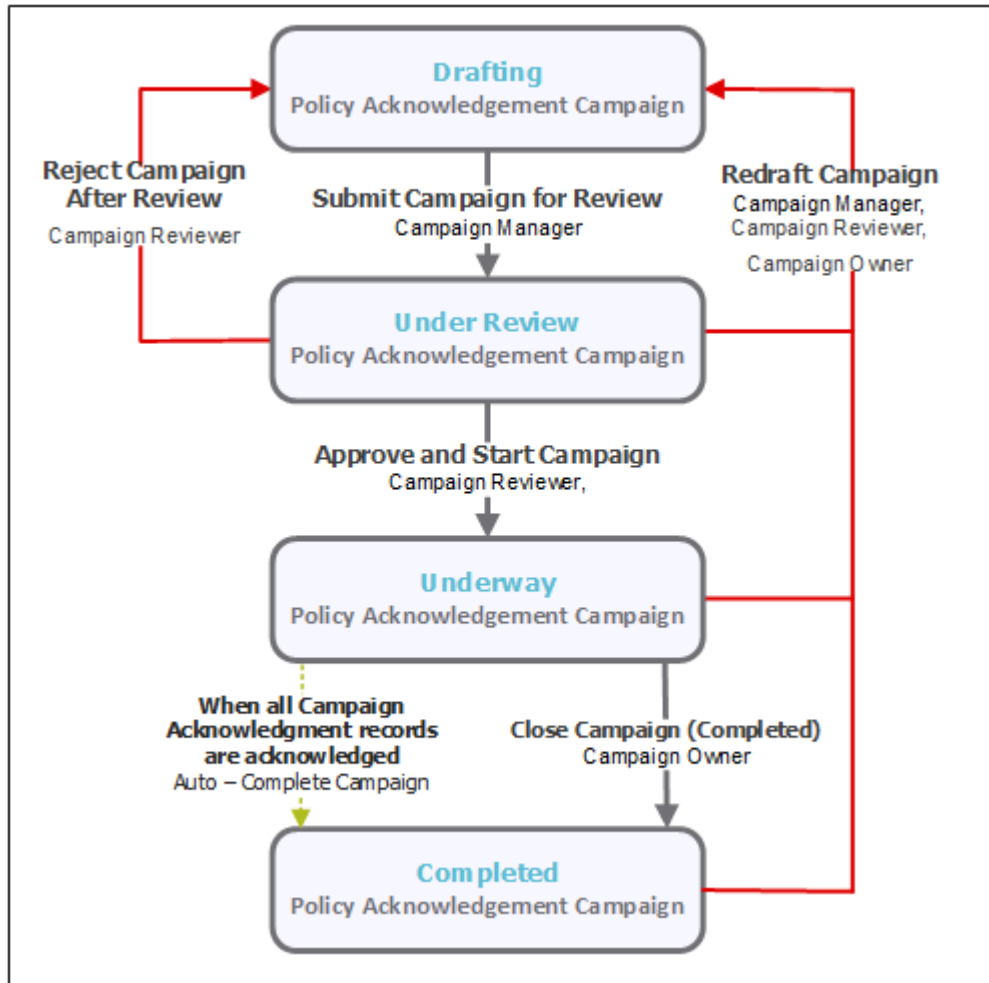 Drafting
Policy Acknowledgement Campaign
Reject Campaign
After Review
Campaign Reviewer
Submit Campaign for Review
Campaign Manager
Redraft Campaign
Campaign Manager,
Campaign Reviewer,
Campaign Owner
Under Review
Policy Acknowledgement Campaign
Approve and Start Campaign
Campaign Reviewer,
Underway
Policy Acknowledgement Campaign
When all Campaign
Acknowledgment records
are acknowledged
Auto – Complete Campaign
Close Campaign (Completed)
Campaign Owner
Completed
Policy Acknowledgement Campaign